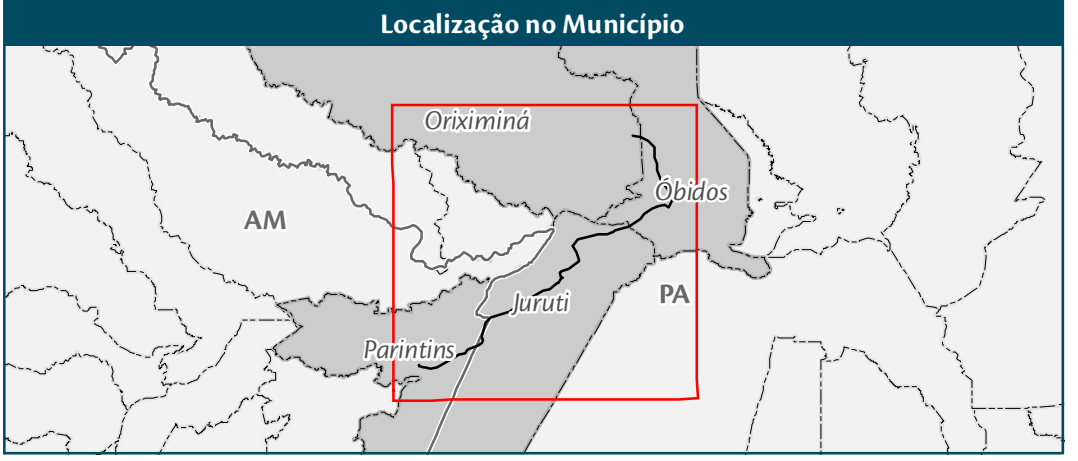 Localização no Município
Oriximiná
Óbidos
AM
PA
Juruti
Parintins